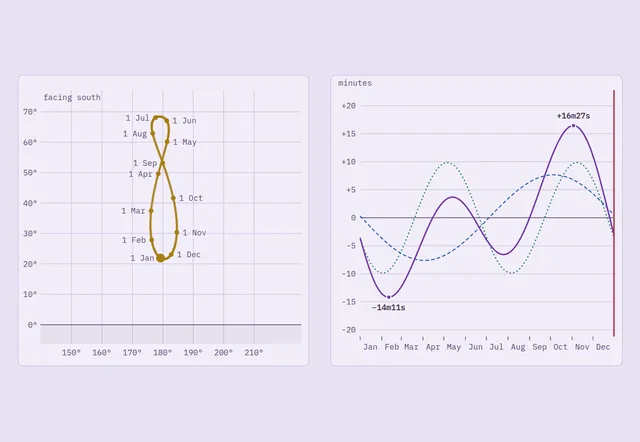 facing south
70°
60°
50°
40°
30°
20°
10°
0°
150° 160° 170° 180° 190° 200° 210°
1 Jul
1 Jun
1 Aug
1 May
1 Sep
1 Apr
1 Oct
1 Mar
1 Nov
1 Feb
1 Dec
1 Jan
minutes
+20
+15
+10
+5
0
-5
-10
-15
-20
+16m27s
−14m11s
Jan Feb Mar Apr May Jun Jul Aug Sep Oct Nov Dec